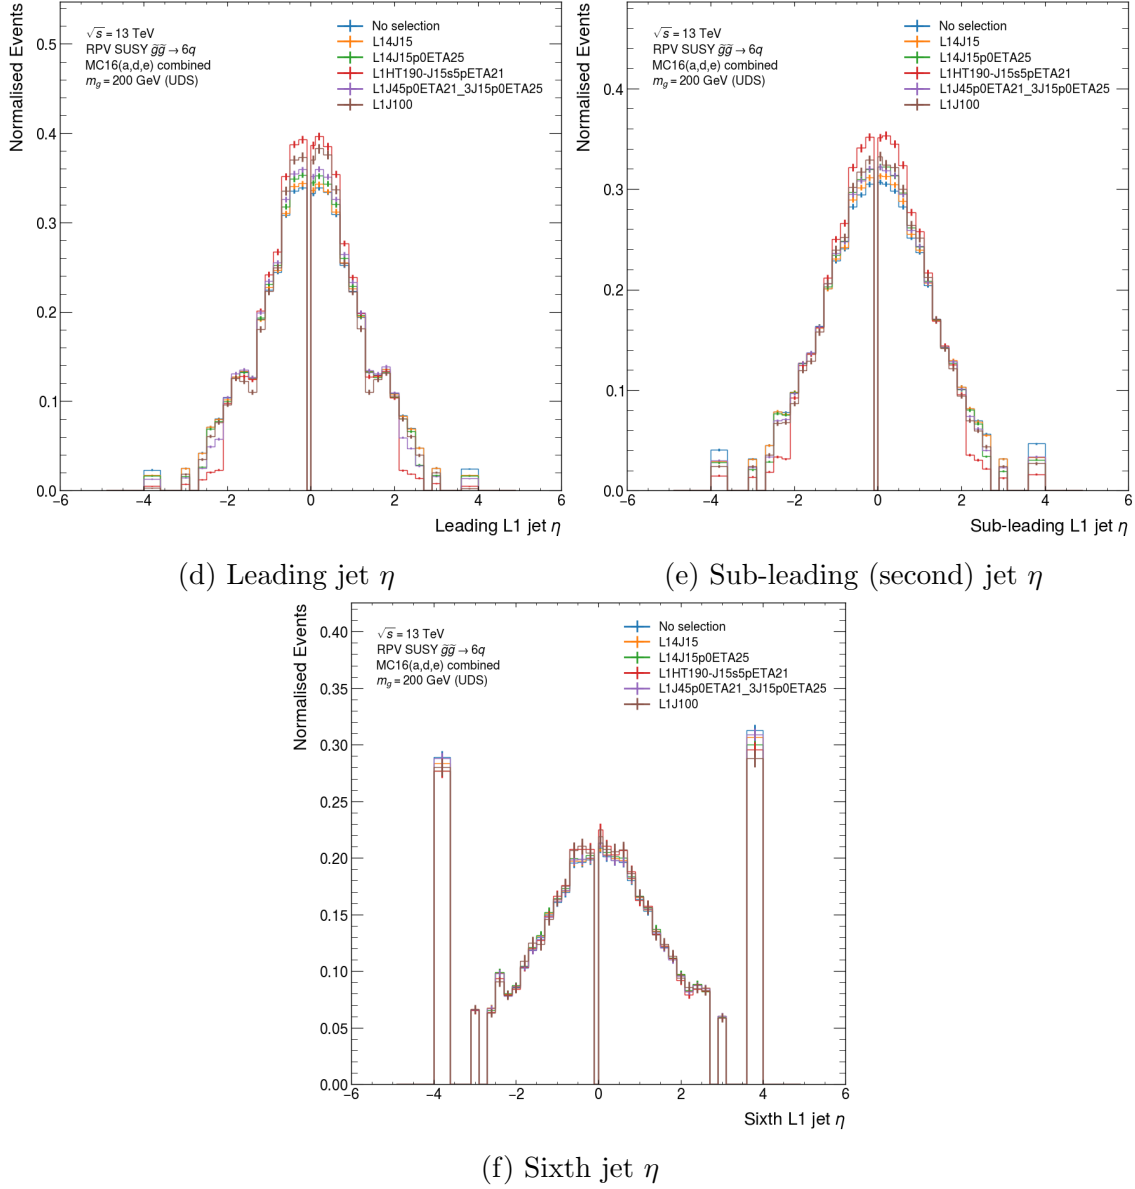 Normalised Events
√s = 13 TeV
RPV SUSY g̃g̃ → 6q
MC16(a,d,e) combined
m_g = 200 GeV (UDS)
No selection
L14J15
L14J15p0ETA25
L1HT190-J15s5pETA21
L1J45p0ETA21_3J15p0ETA25
L1J100
0.5
0.4
0.3
0.2
0.1
0.0
−6 −4 −2 0 2 4 6
Leading L1 jet η
(d) Leading jet η
Normalised Events
√s = 13 TeV
RPV SUSY g̃g̃ → 6q
MC16(a,d,e) combined
m_g = 200 GeV (UDS)
No selection
L14J15
L14J15p0ETA25
L1HT190-J15s5pETA21
L1J45p0ETA21_3J15p0ETA25
L1J100
0.4
0.3
0.2
0.1
0.0
−6 −4 −2 0 2 4 6
Sub-leading L1 jet η
(e) Sub-leading (second) jet η
Normalised Events
√s = 13 TeV
RPV SUSY g̃g̃ → 6q
MC16(a,d,e) combined
m_g = 200 GeV (UDS)
No selection
L14J15
L14J15p0ETA25
L1HT190-J15s5pETA21
L1J45p0ETA21_3J15p0ETA25
L1J100
0.40
0.35
0.30
0.25
0.20
0.15
0.10
0.05
0.00
−6 −4 −2 0 2 4 6
Sixth L1 jet η
(f) Sixth jet η